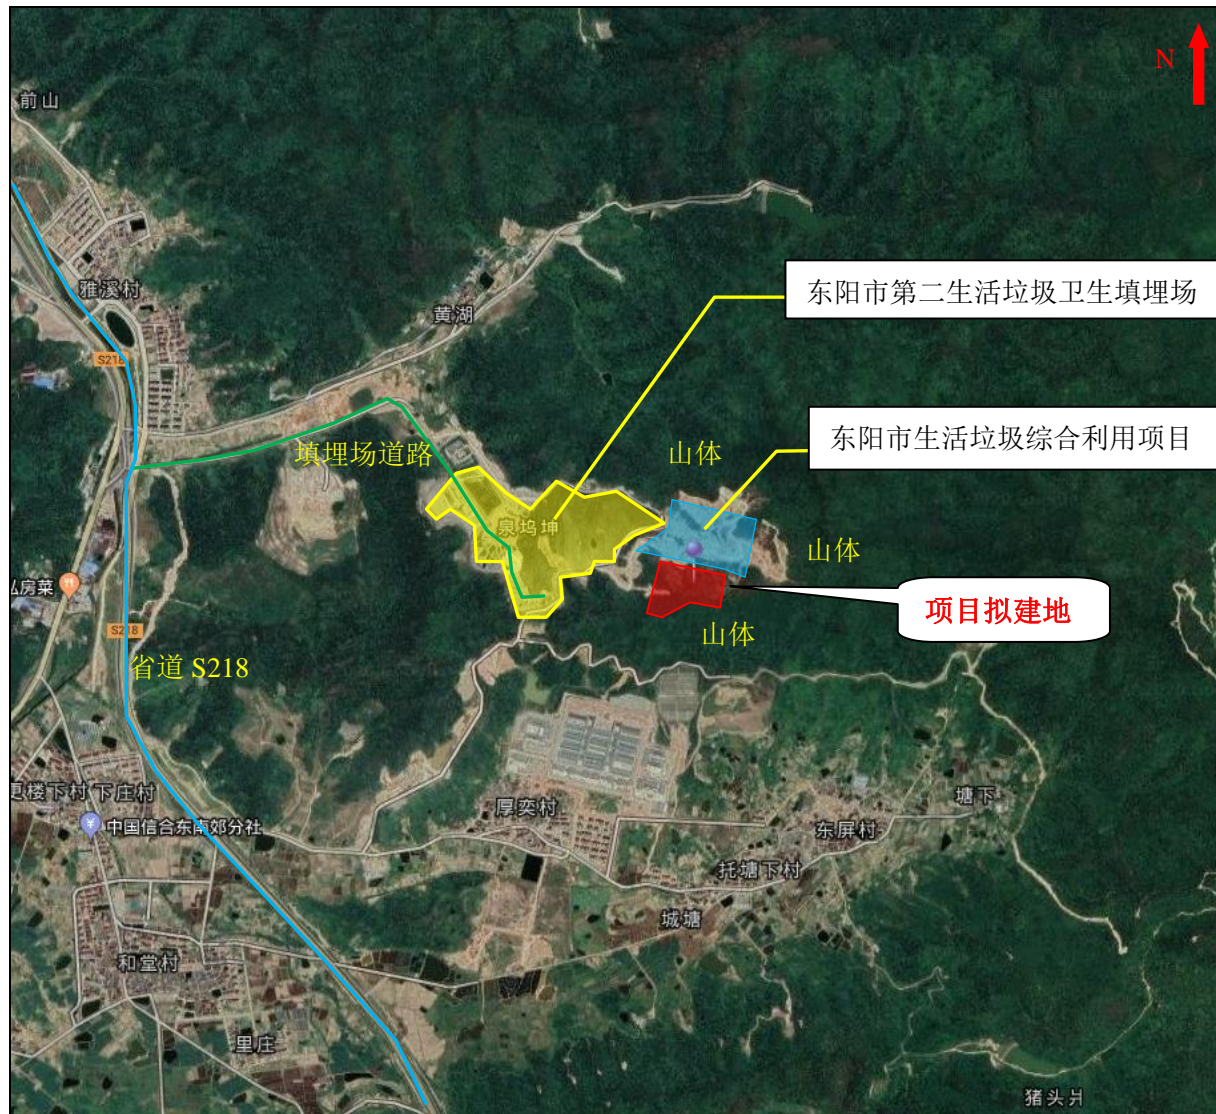 N
前山
东阳市第二生活垃圾卫生填埋场
雅溪村
黄湖
S218
东阳市生活垃圾综合利用项目
填埋场道路
山体
泉坞坤
山体
私房菜
项目拟建地
S218
山体
省道 S218
更楼下村
下庄村
塘下
厚奕村
中国信合东南郊分社
东屏村
托塘下村
城塘
和堂村
里庄
猪头爿